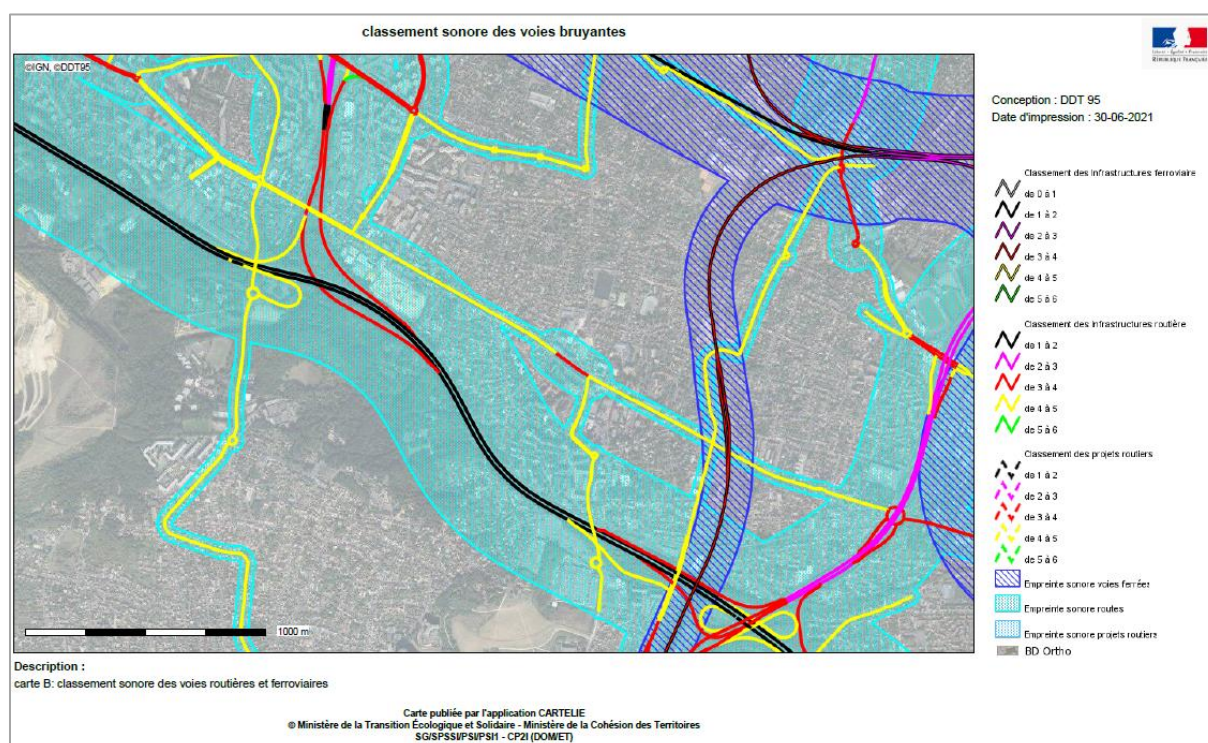 classement sonore des voies bruyantes
©IGN, ©DDT95
RÉPUBLIQUE FRANÇAISE
Conception : DDT 95
Date d'impression : 30-06-2021
Classement des infrastructures ferroviaire
de 0 à 1
de 1 à 2
de 2 à 3
de 3 à 4
de 4 à 5
de 5 à 6
Classement des infrastructures routière
de 1 à 2
de 2 à 3
de 3 à 4
de 4 à 5
de 5 à 6
Classement des projets routiers
de 1 à 2
de 2 à 3
de 3 à 4
de 4 à 5
de 5 à 6
Empreinte sonore voies ferrées
Empreinte sonore routes
Empreinte sonore projets routiers
BD Ortho
1000 m
Description :
carte B: classement sonore des voies routières et ferroviaires
Carte publiée par l'application CARTELIE
© Ministère de la Transition Écologique et Solidaire - Ministère de la Cohésion des Territoires
SG/SPSSI/PSI/PSI1 - CP2I (DOM/ET)